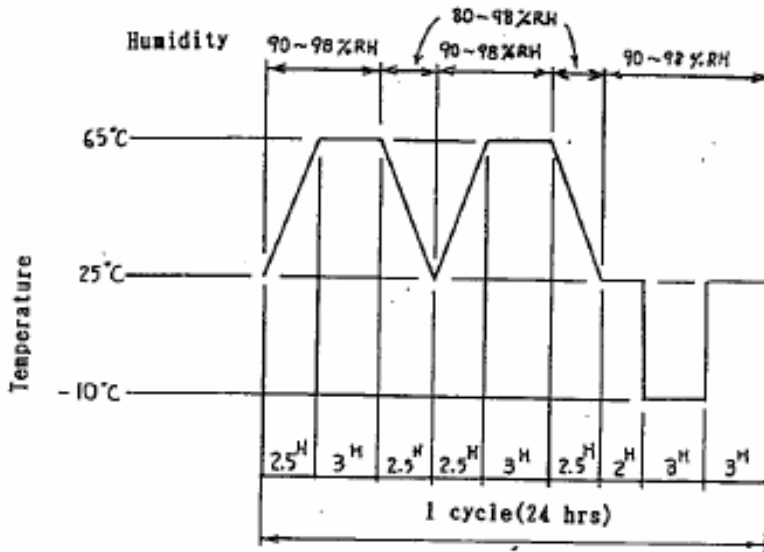 80~98%RH
Humidity 90~98%RH 90~98%RH 90~98%RH
65°C
25°C
Temperature
-10°C
2.5H 3H 2.5H 2.5H 3H 2.5H 2H 3H 3H
1 cycle(24 hrs)